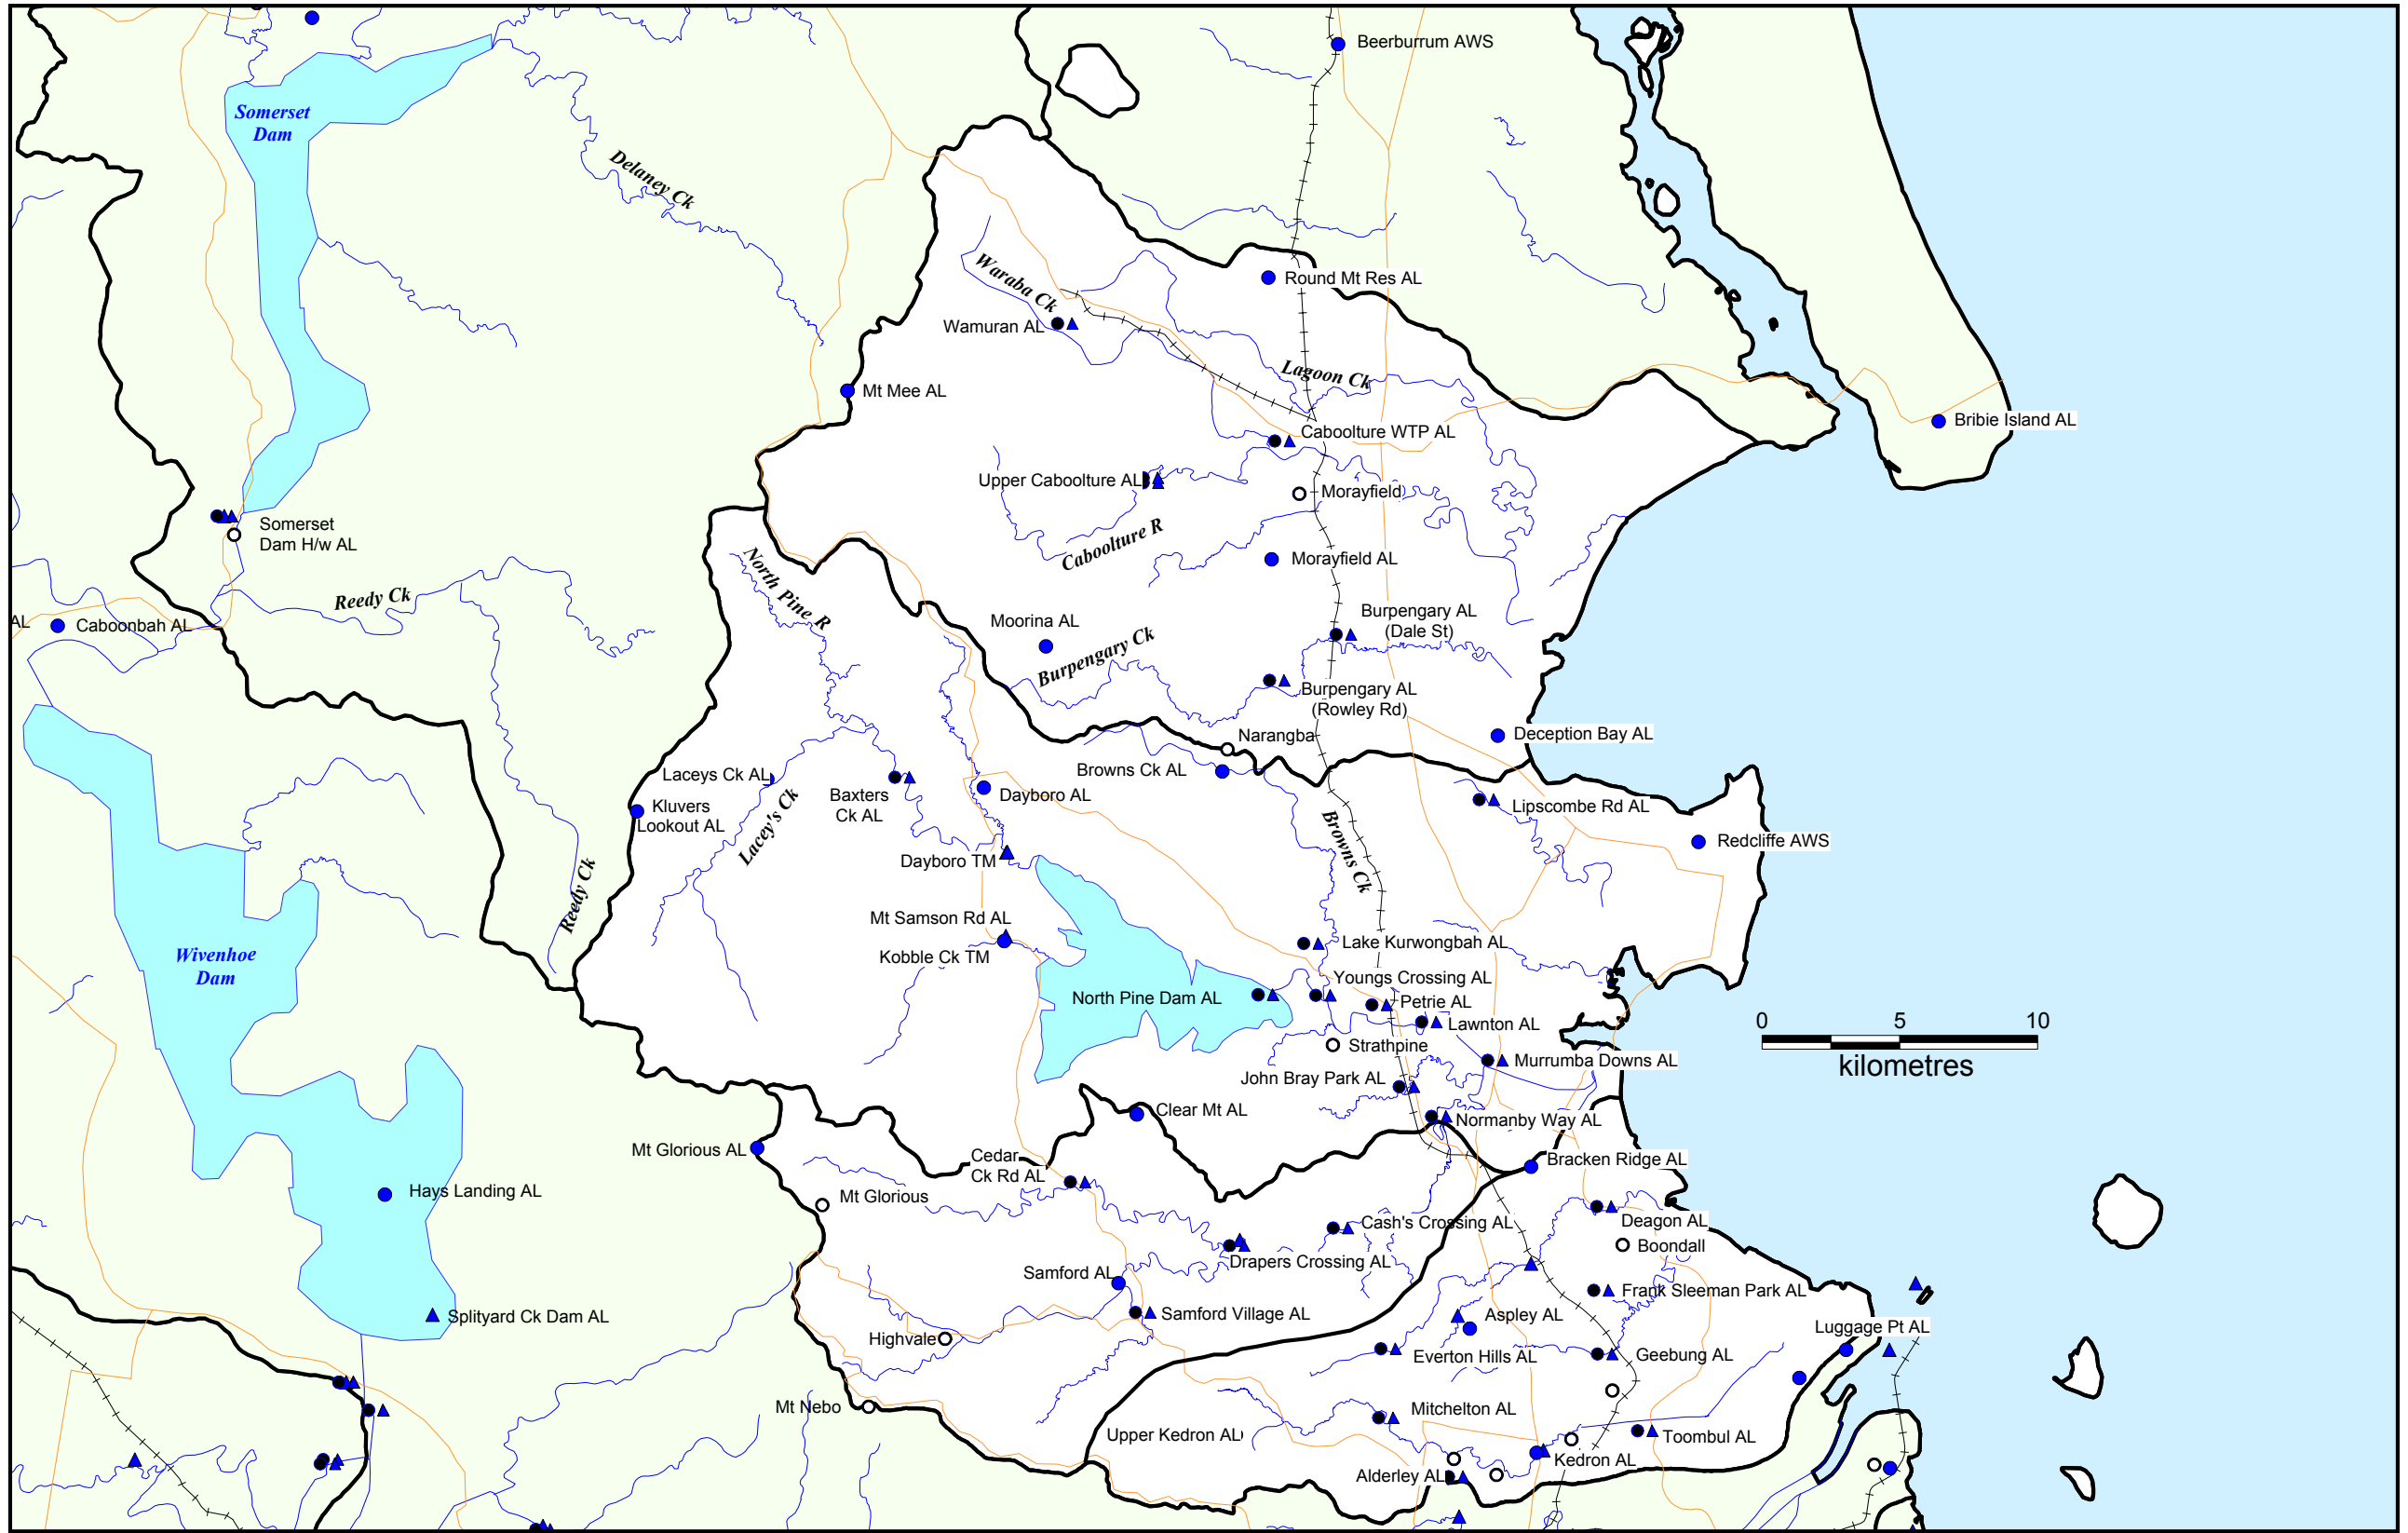 Beerburrum AWS
Somerset
Dam
Delaney Ck
Waraba Ck
Round Mt Res AL
Wamuran AL
Lagoon Ck
Mt Mee AL
Bribie Island AL
Caboolture WTP AL
Upper Caboolture AL
Morayfield
Somerset
Dam H/w AL
Caboolture R
North Pine R
Morayfield AL
Reedy Ck
AL
Caboonbah AL
Moorina AL
Burpengary AL
(Dale St)
Burpengary Ck
Burpengary AL
(Rowley Rd)
Narangba
Deception Bay AL
Browns Ck AL
Laceys Ck AL
Baxters
Ck AL
Dayboro AL
Kluvers
Lookout AL
Lipscombe Rd AL
Lacey's Ck
Browns Ck
Redcliffe AWS
Dayboro TM
Reedy Ck
Mt Samson Rd AL
Kobble Ck TM
Lake Kurwongbah AL
Wivenhoe
Dam
Youngs Crossing AL
North Pine Dam AL
Petrie AL
Lawnton AL
0 5 10
kilometres
Strathpine
Murrumba Downs AL
John Bray Park AL
Clear Mt AL
Normanby Way AL
Mt Glorious AL
Cedar
Ck Rd AL
Bracken Ridge AL
Hays Landing AL
Mt Glorious
Cash's Crossing AL
Deagon AL
Boondall
Drapers Crossing AL
Samford AL
Frank Sleeman Park AL
Splityard Ck Dam AL
Samford Village AL
Aspley AL
Luggage Pt AL
Highvale
Everton Hills AL
Geebung AL
Mt Nebo
Mitchelton AL
Upper Kedron AL
Toombul AL
Kedron AL
Alderley AL